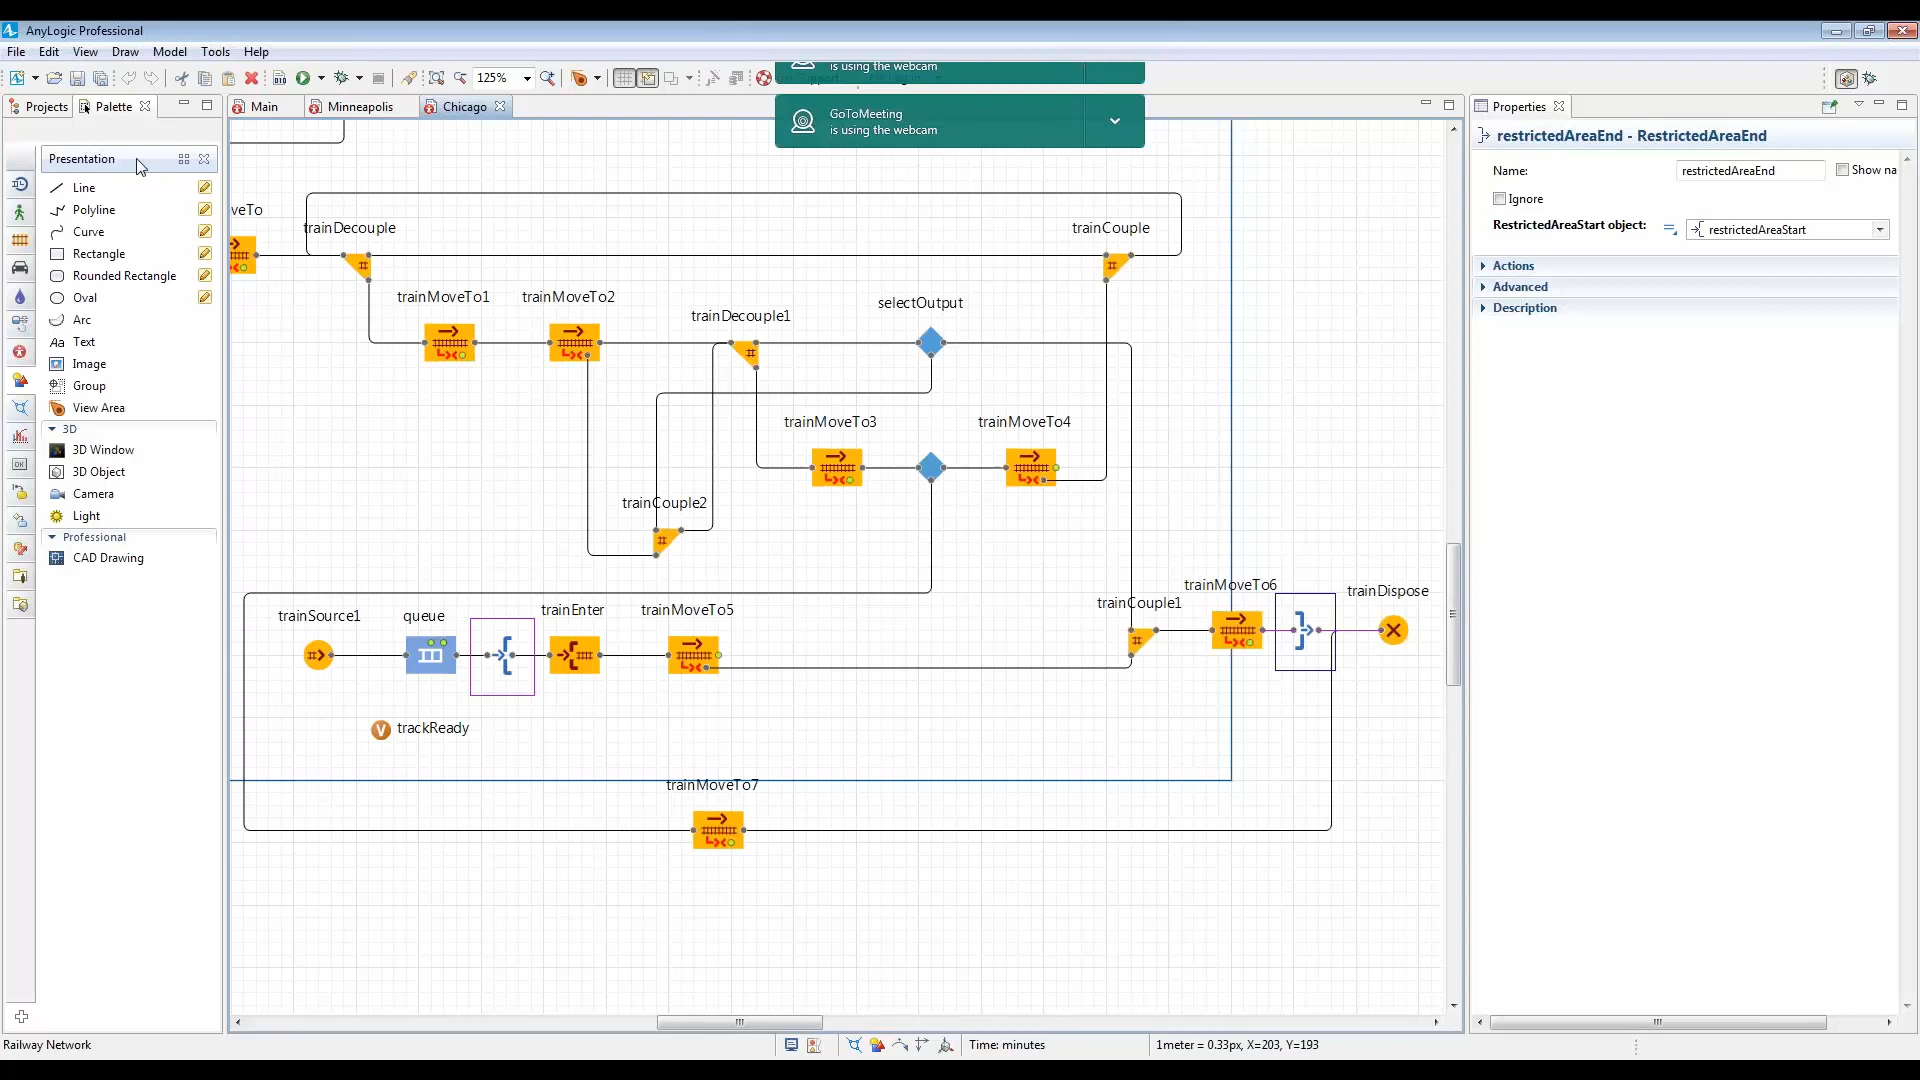 AnyLogic Professional
File Edit View Draw Model Tools Help
125%
is using the webcam
GoToMeeting
is using the webcam
Projects Palette
Main Minneapolis Chicago
Properties
Presentation
Line
Polyline
Curve
Rectangle
Rounded Rectangle
Oval
Arc
Aa Text
Image
Group
View Area
3D
3D Window
3D Object
Camera
Light
Professional
CAD Drawing
veTo
trainDecouple
trainCouple
trainMoveTo1
trainMoveTo2
trainDecouple1
selectOutput
trainMoveTo3
trainMoveTo4
trainCouple2
trainSource1
queue
trainEnter
trainMoveTo5
trainCouple1
trainMoveTo6
trainDispose
V trackReady
trainMoveTo7
restrictedAreaEnd - RestrictedAreaEnd
Name: restrictedAreaEnd Show na
Ignore
RestrictedAreaStart object: restrictedAreaStart
Actions
Advanced
Description
Railway Network
Time: minutes
1meter = 0.33px, X=203, Y=193